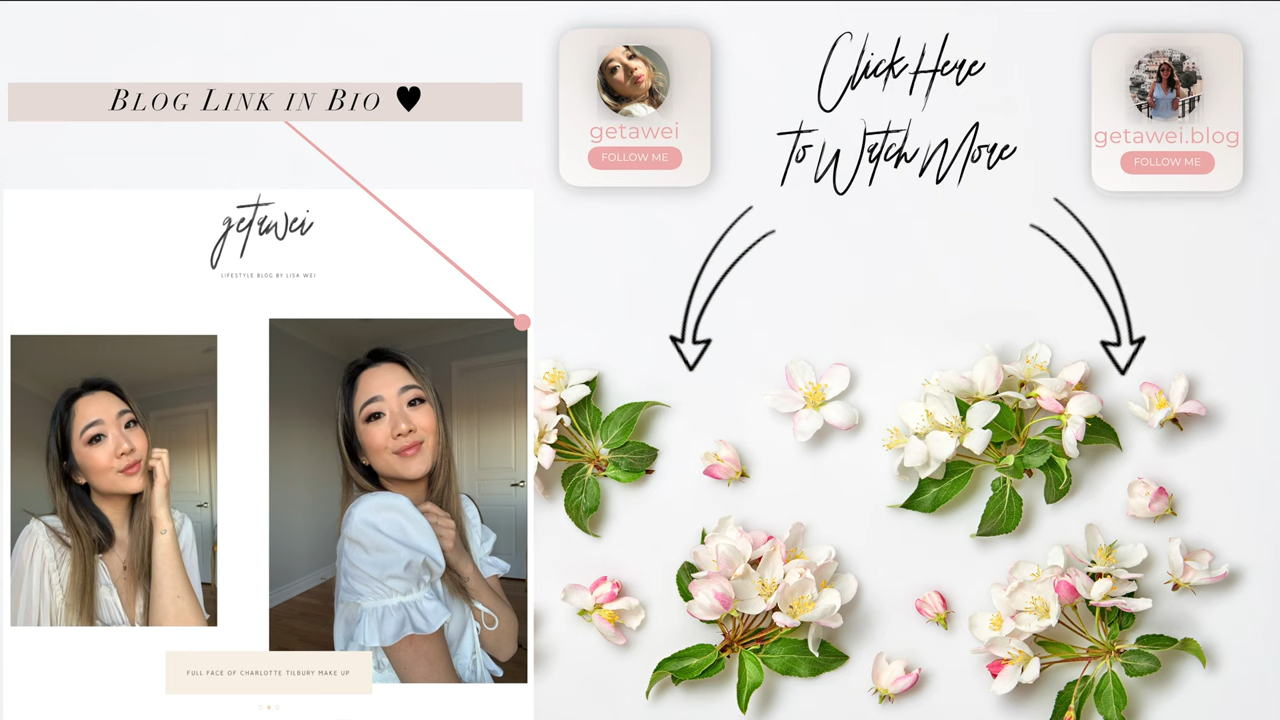 BLOG LINK IN BIO ♥
getawei
LIFESTYLE BLOG BY LISA WEI
FULL FACE OF CHARLOTTE TILBURY MAKE UP
getawei
FOLLOW ME
Click Here
To Watch More
getawei.blog
FOLLOW ME